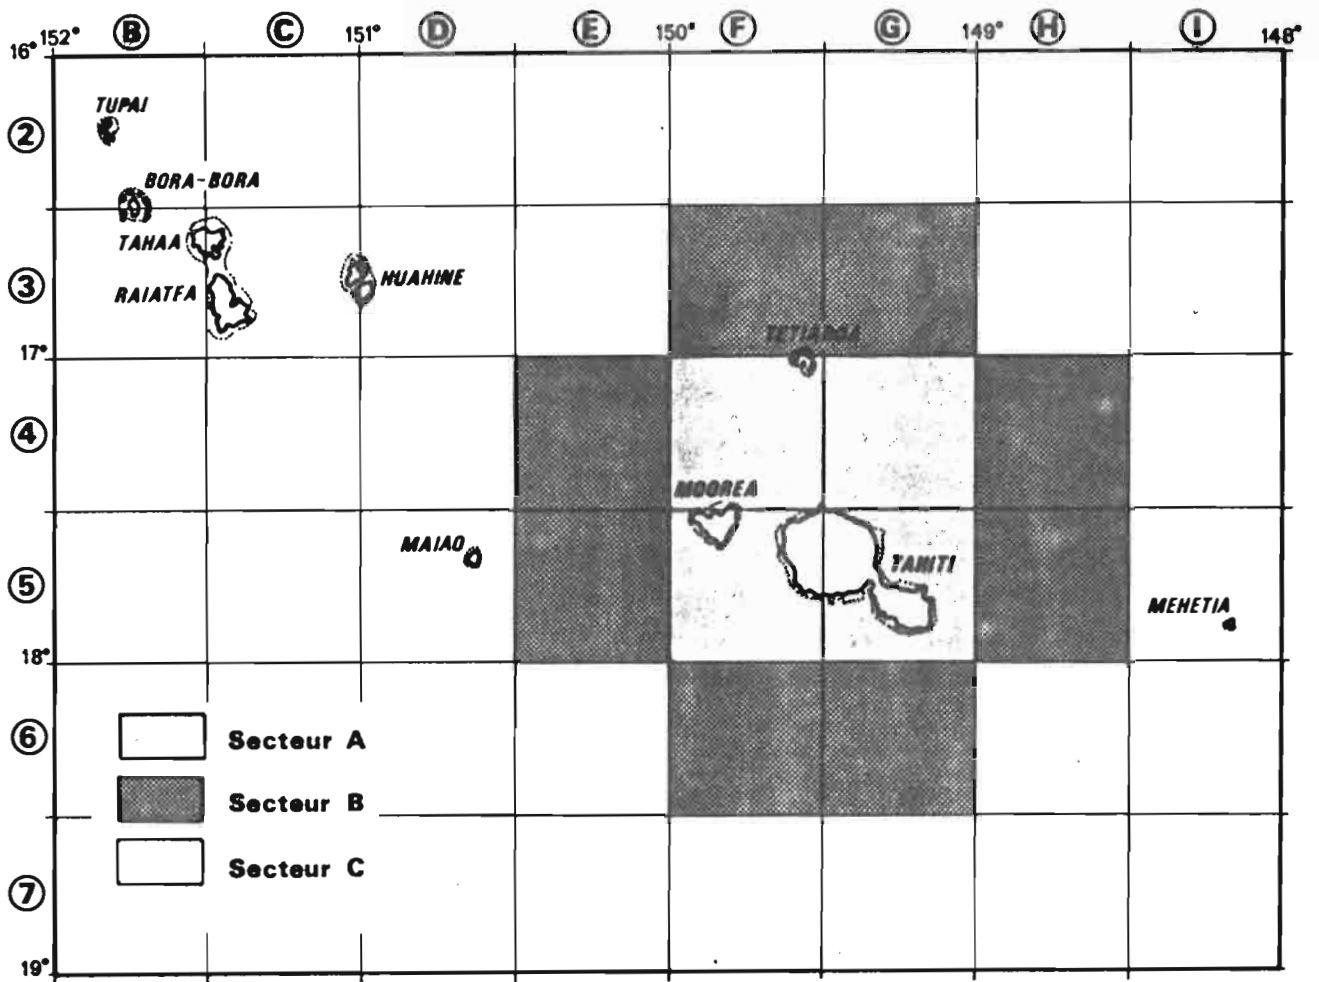 152° B C 151° D E 150° F G 149° H I 148°
16°
TUPAI
2
BORA-BORA
TAHAA
3
HUAHINE
RAIATEA
TETIAROA
17°
4
MOOREA
MAIAO
TAHITI
5
MEHETIA
18°
6
Secteur A
Secteur B
Secteur C
7
19°